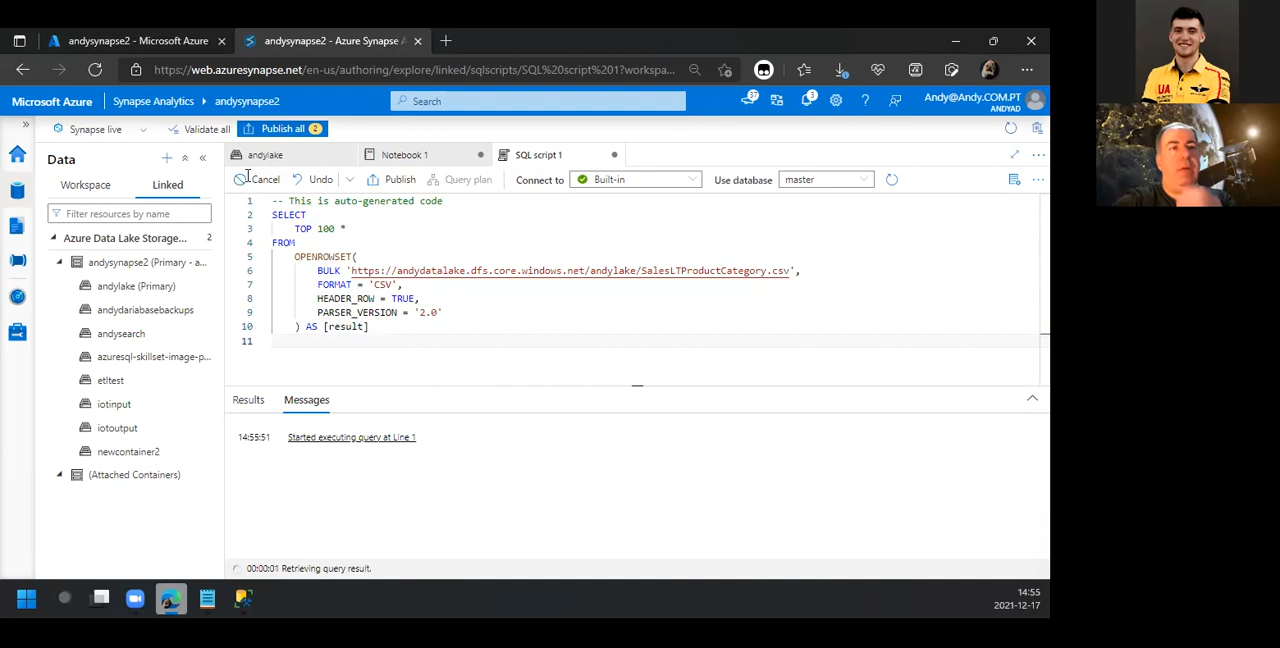 andysynapse2 - Microsoft Azure
andysynapse2 - Azure Synapse A
https://web.azuresynapse.net/en-us/authoring/explore/linked/sqlscripts/SQL%20script%201?workspa...
Microsoft Azure
Synapse Analytics
andysynapse2
Search
37
3
Andy@Andy.COM.PT
ANDYAD
Synapse live
Validate all
Publish all
2
Data
Workspace
Linked
Filter resources by name
Azure Data Lake Storage...
2
andysynapse2 (Primary - a...
andylake (Primary)
andydariabasebackups
andysearch
azuresql-skillset-image-p...
etltest
iotinput
iotoutput
newcontainer2
(Attached Containers)
andylake
Notebook 1
SQL script 1
Cancel
Undo
Publish
Query plan
Connect to
Built-in
Use database
master
1 -- This is auto-generated code
2 SELECT
3 TOP 100 *
4 FROM
5 OPENROWSET(
6 BULK 'https://andydatalake.dfs.core.windows.net/andylake/SalesLTProductCategory.csv',
7 FORMAT = 'CSV',
8 HEADER_ROW = TRUE,
9 PARSER_VERSION = '2.0'
10 ) AS [result]
11
Results
Messages
14:55:51 Started executing query at Line 1
00:00:01 Retrieving query result.
14:55
2021-12-17
UA